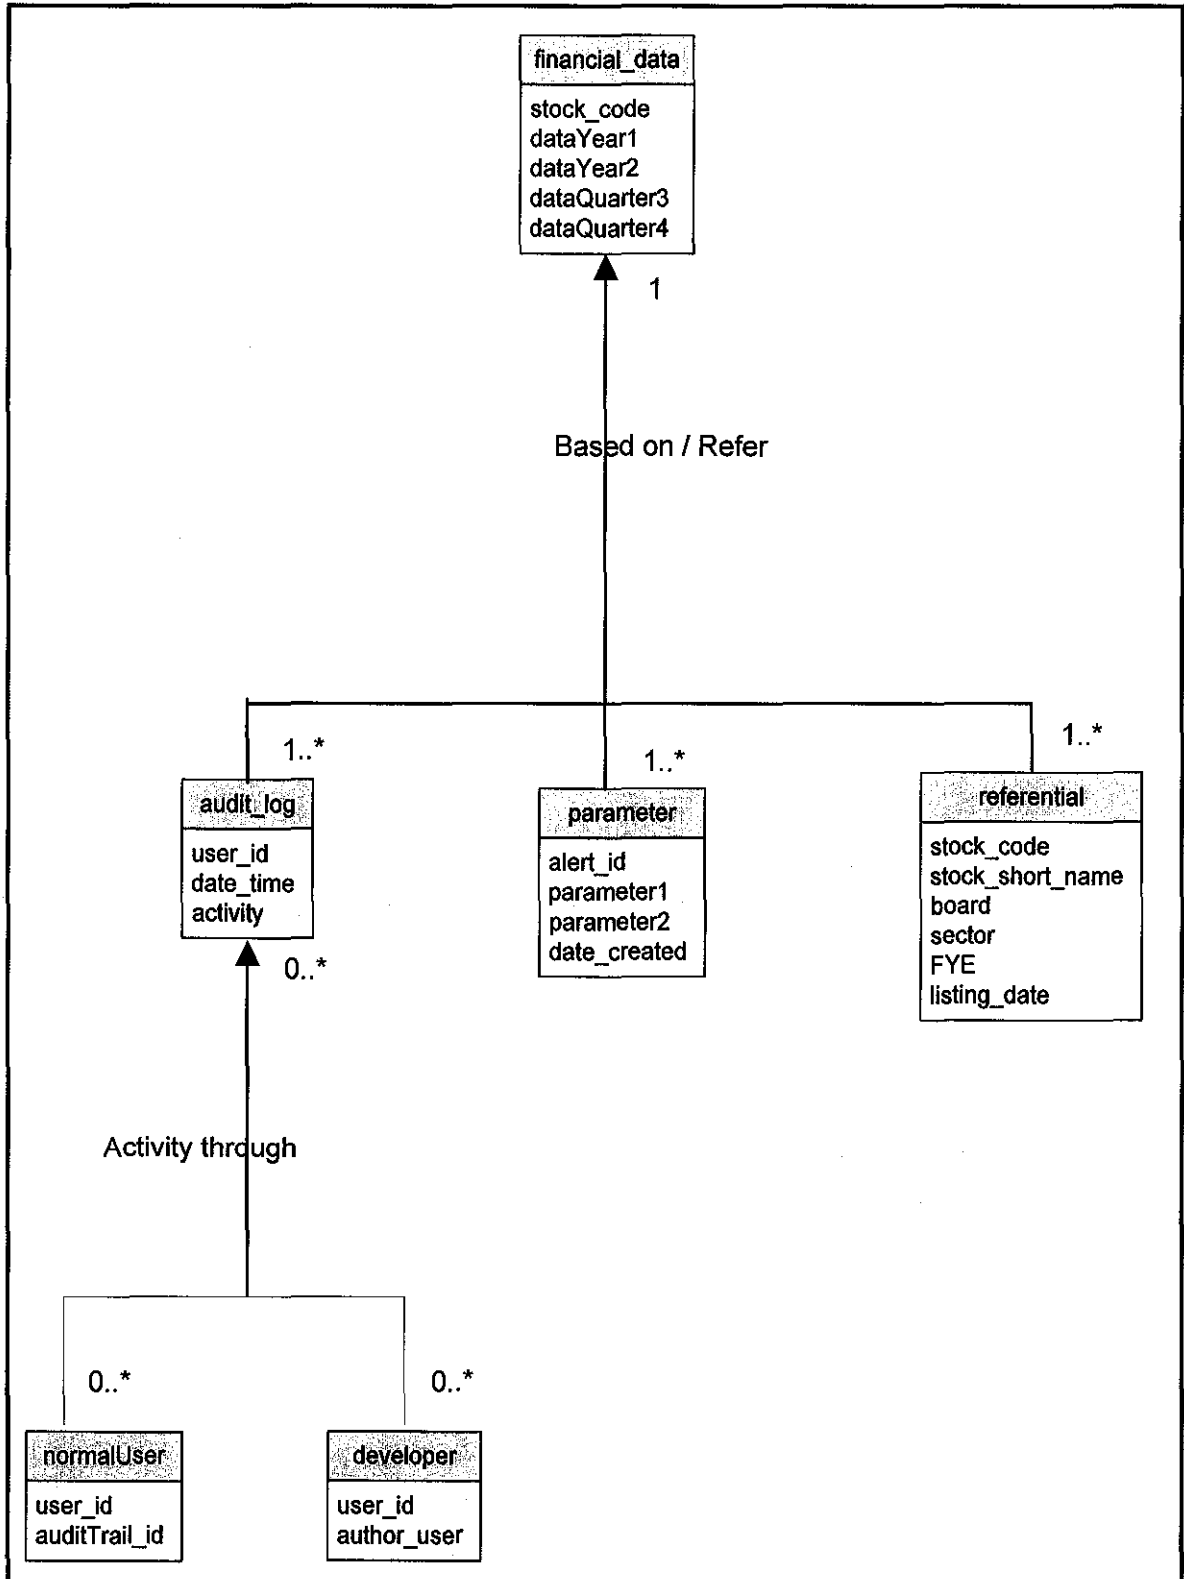 financial_data
stock_code
dataYear1
dataYear2
dataQuarter3
dataQuarter4
1
Based on / Refer
1..*
1..*
1..*
audit_log
user_id
date_time
activity
parameter
alert_id
parameter1
parameter2
date_created
referential
stock_code
stock_short_name
board
sector
FYE
listing_date
0..*
Activity through
0..*
0..*
normalUser
user_id
auditTrail_id
developer
user_id
author_user